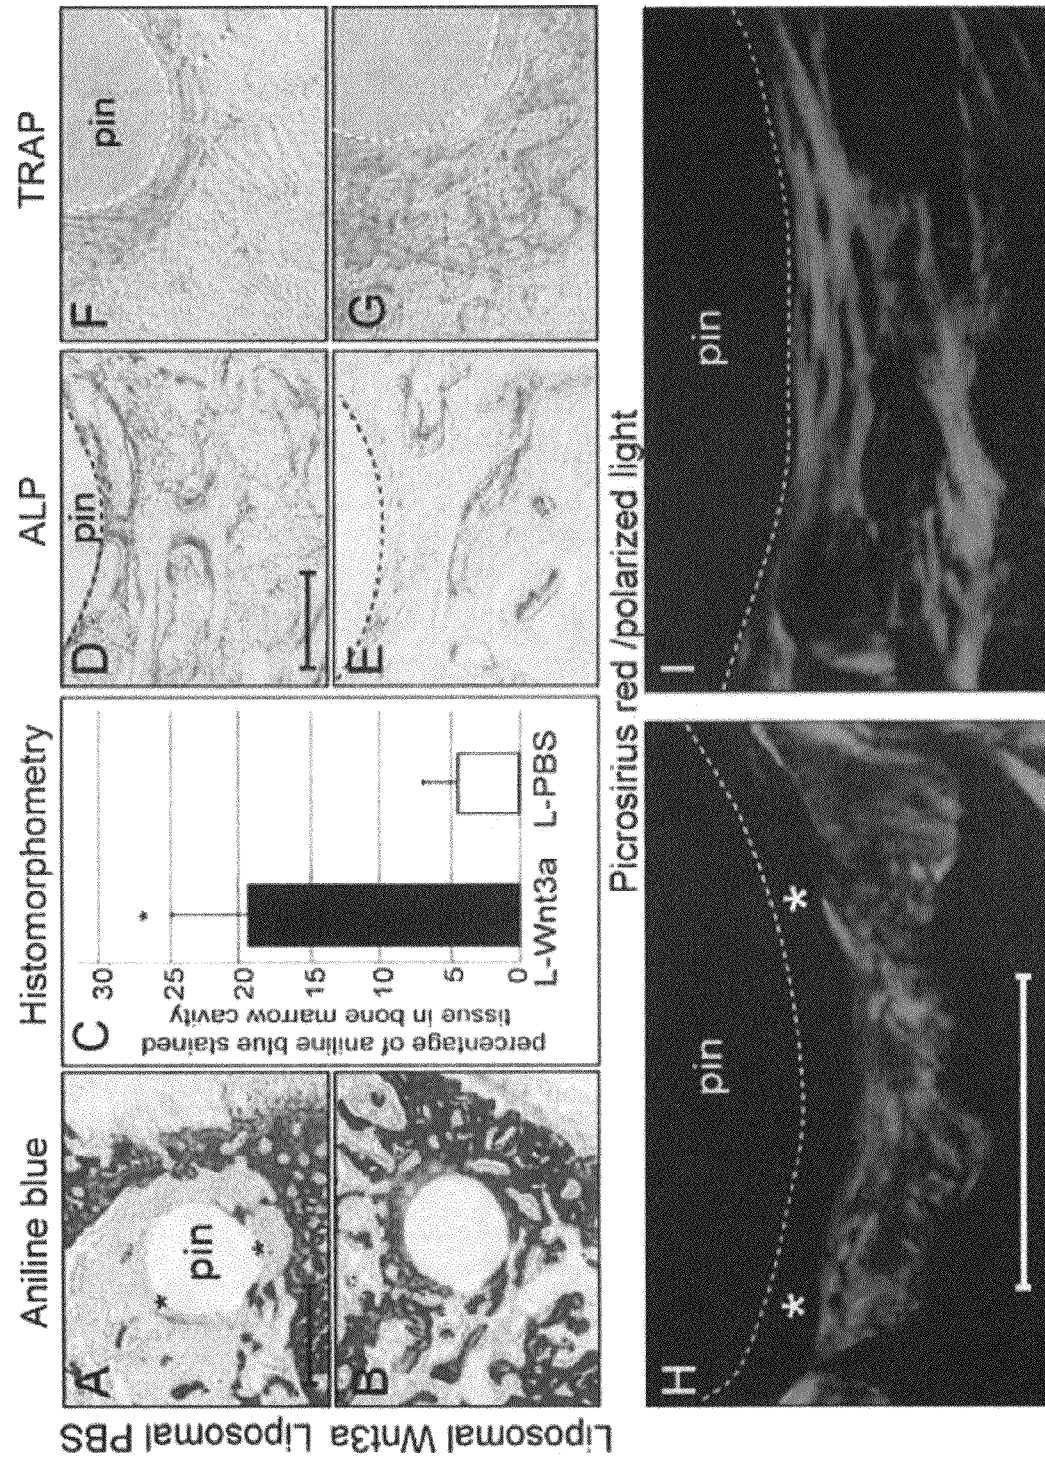 Aniline blue
Histomorphometry
ALP
TRAP
Liposomal PBS
Liposomal Wnt3a
A
pin
*
*
B
C
percentage of aniline blue stained
tissue in bone marrow cavity
30
25
20
15
10
5
0
*
L-Wnt3a
L-PBS
D
pin
E
F
pin
G
Picrosirius red /polarized light
H
pin
*
*
I
pin